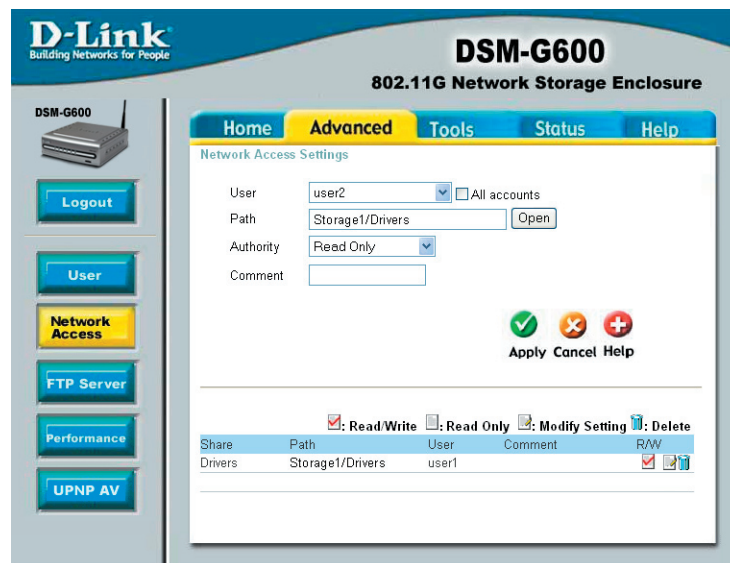 D-Link
Building Networks for People
DSM-G600
802.11G Network Storage Enclosure
DSM-G600
Home Advanced Tools Status Help
Logout
User
Network Access
FTP Server
Performance
UPNP AV
Network Access Settings
User user2 All accounts
Path Storage1/Drivers Open
Authority Read Only
Comment
Apply Cancel Help
: Read/Write : Read Only : Modify Setting : Delete
Share Path User Comment R/W
Drivers Storage1/Drivers user1